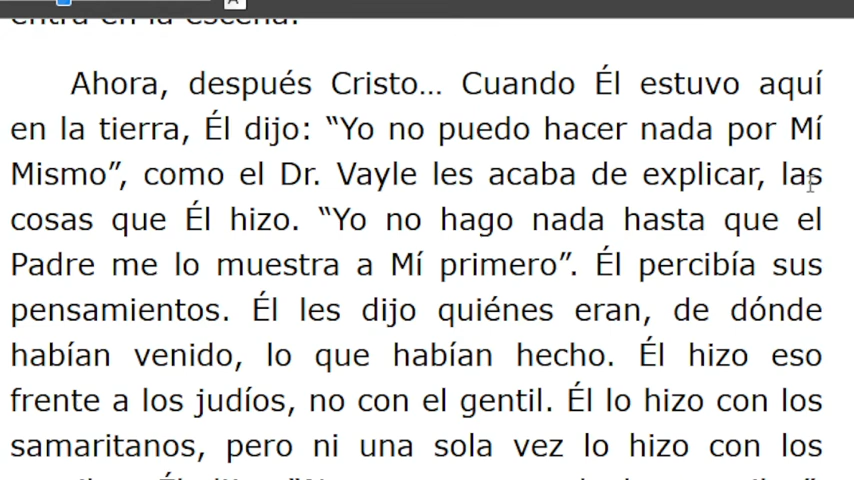 entra en la escena.
Ahora, después Cristo... Cuando Él estuvo aquí
en la tierra, Él dijo: “Yo no puedo hacer nada por Mí
Mismo”, como el Dr. Vayle les acaba de explicar, las
cosas que Él hizo. “Yo no hago nada hasta que el
Padre me lo muestra a Mí primero”. Él percibía sus
pensamientos. Él les dijo quiénes eran, de dónde
habían venido, lo que habían hecho. Él hizo eso
frente a los judíos, no con el gentil. Él lo hizo con los
samaritanos, pero ni una sola vez lo hizo con los